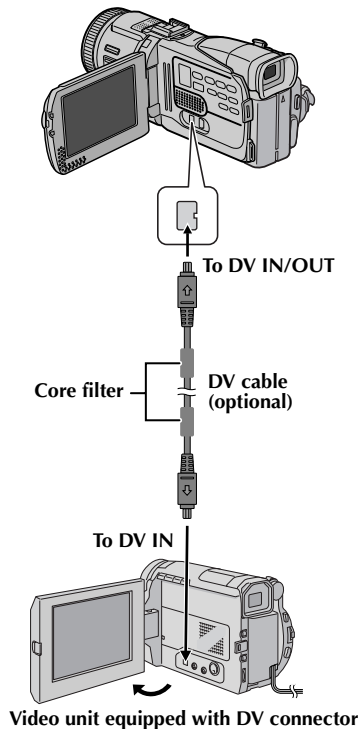 To DV IN/OUT
Core filter
DV cable
(optional)
To DV IN
Video unit equipped with DV connector